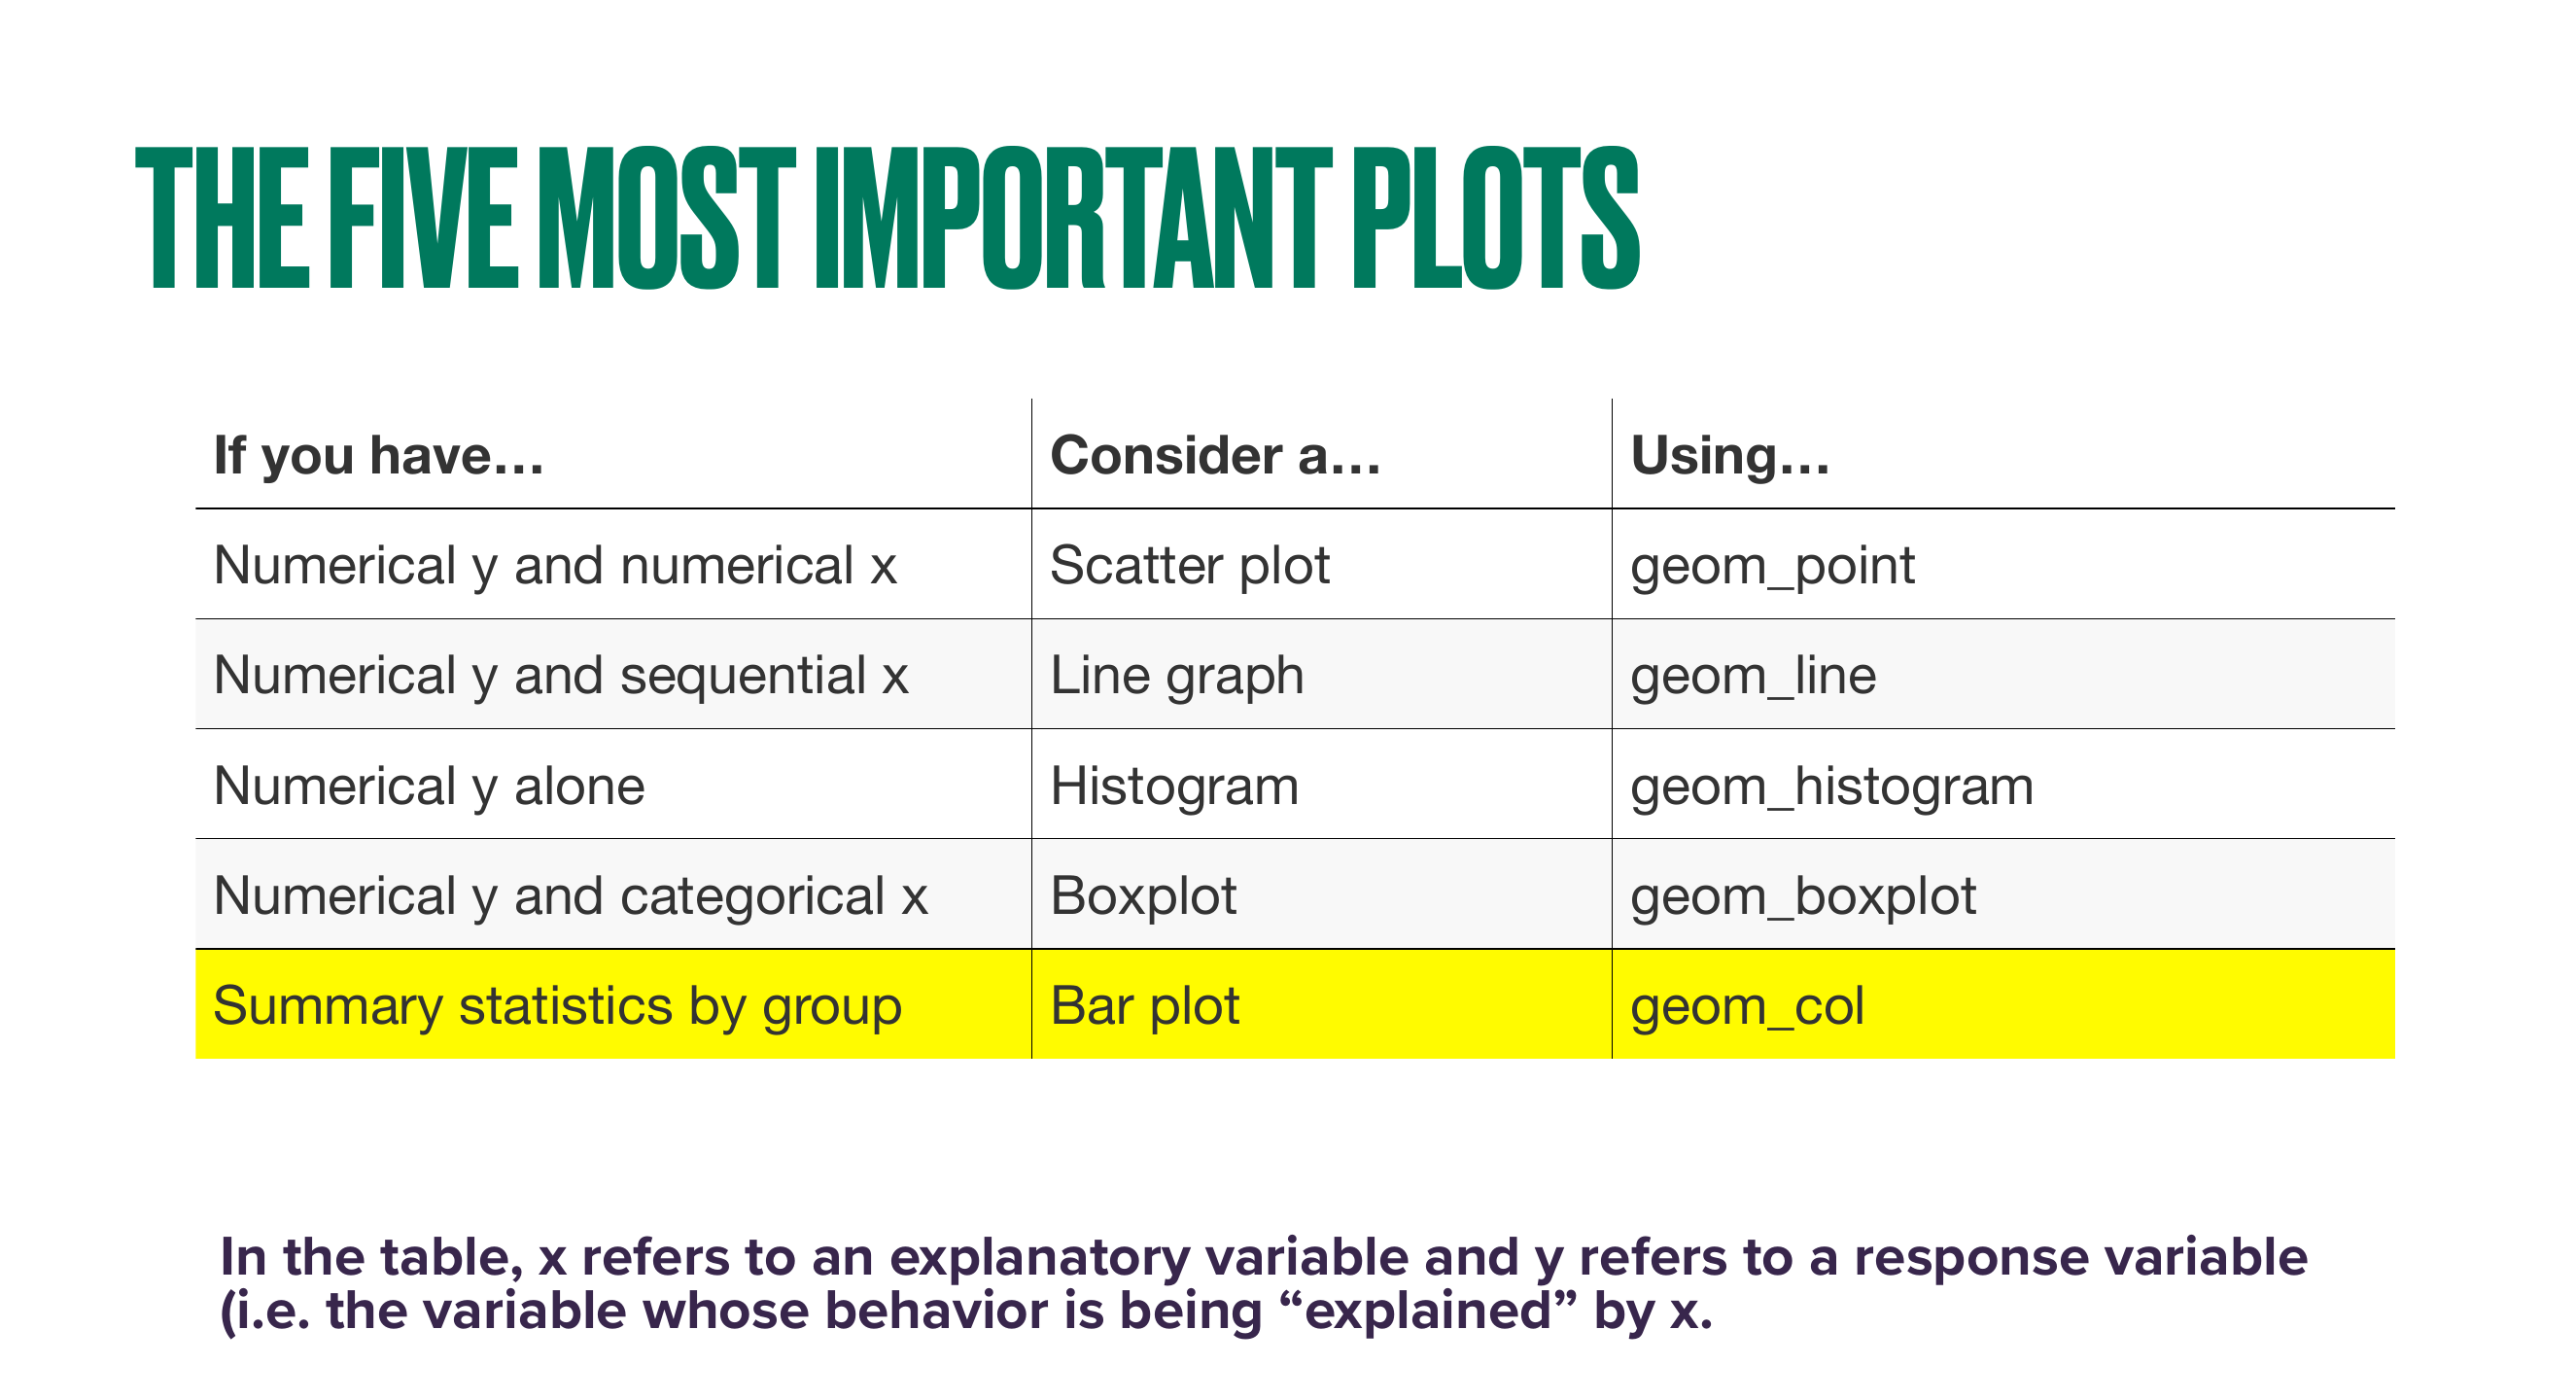 THE FIVE MOST IMPORTANT PLOTS
If you have… Consider a… Using…
Numerical y and numerical x Scatter plot geom_point
Numerical y and sequential x Line graph geom_line
Numerical y alone Histogram geom_histogram
Numerical y and categorical x Boxplot geom_boxplot
Summary statistics by group Bar plot geom_col
In the table, x refers to an explanatory variable and y refers to a response variable
(i.e. the variable whose behavior is being “explained” by x.